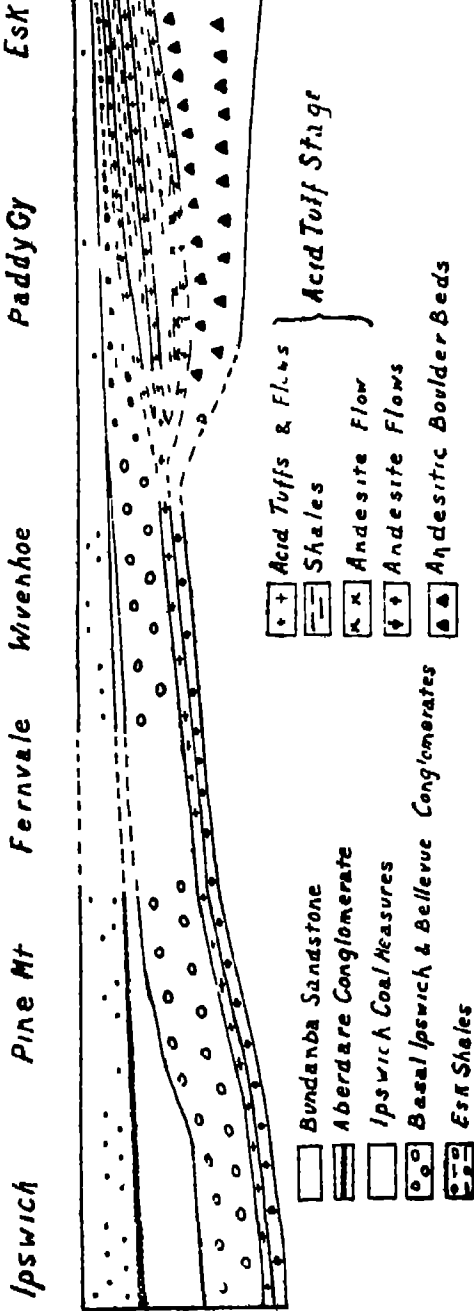 Ipswich
Pine Mt
Fernvale
Wivenhoe
Paddy Gy
Esk
Bundanba Sandstone
Aberdare Conglomerate
Ipswich Coal Measures
Basal Ipswich & Bellevue Conglomerates
Esk Shales
Acid Tuffs & Flows
Shales
Andesite Flow
Andesite Flows
Andesitic Boulder Beds
Acid Tuff Stage